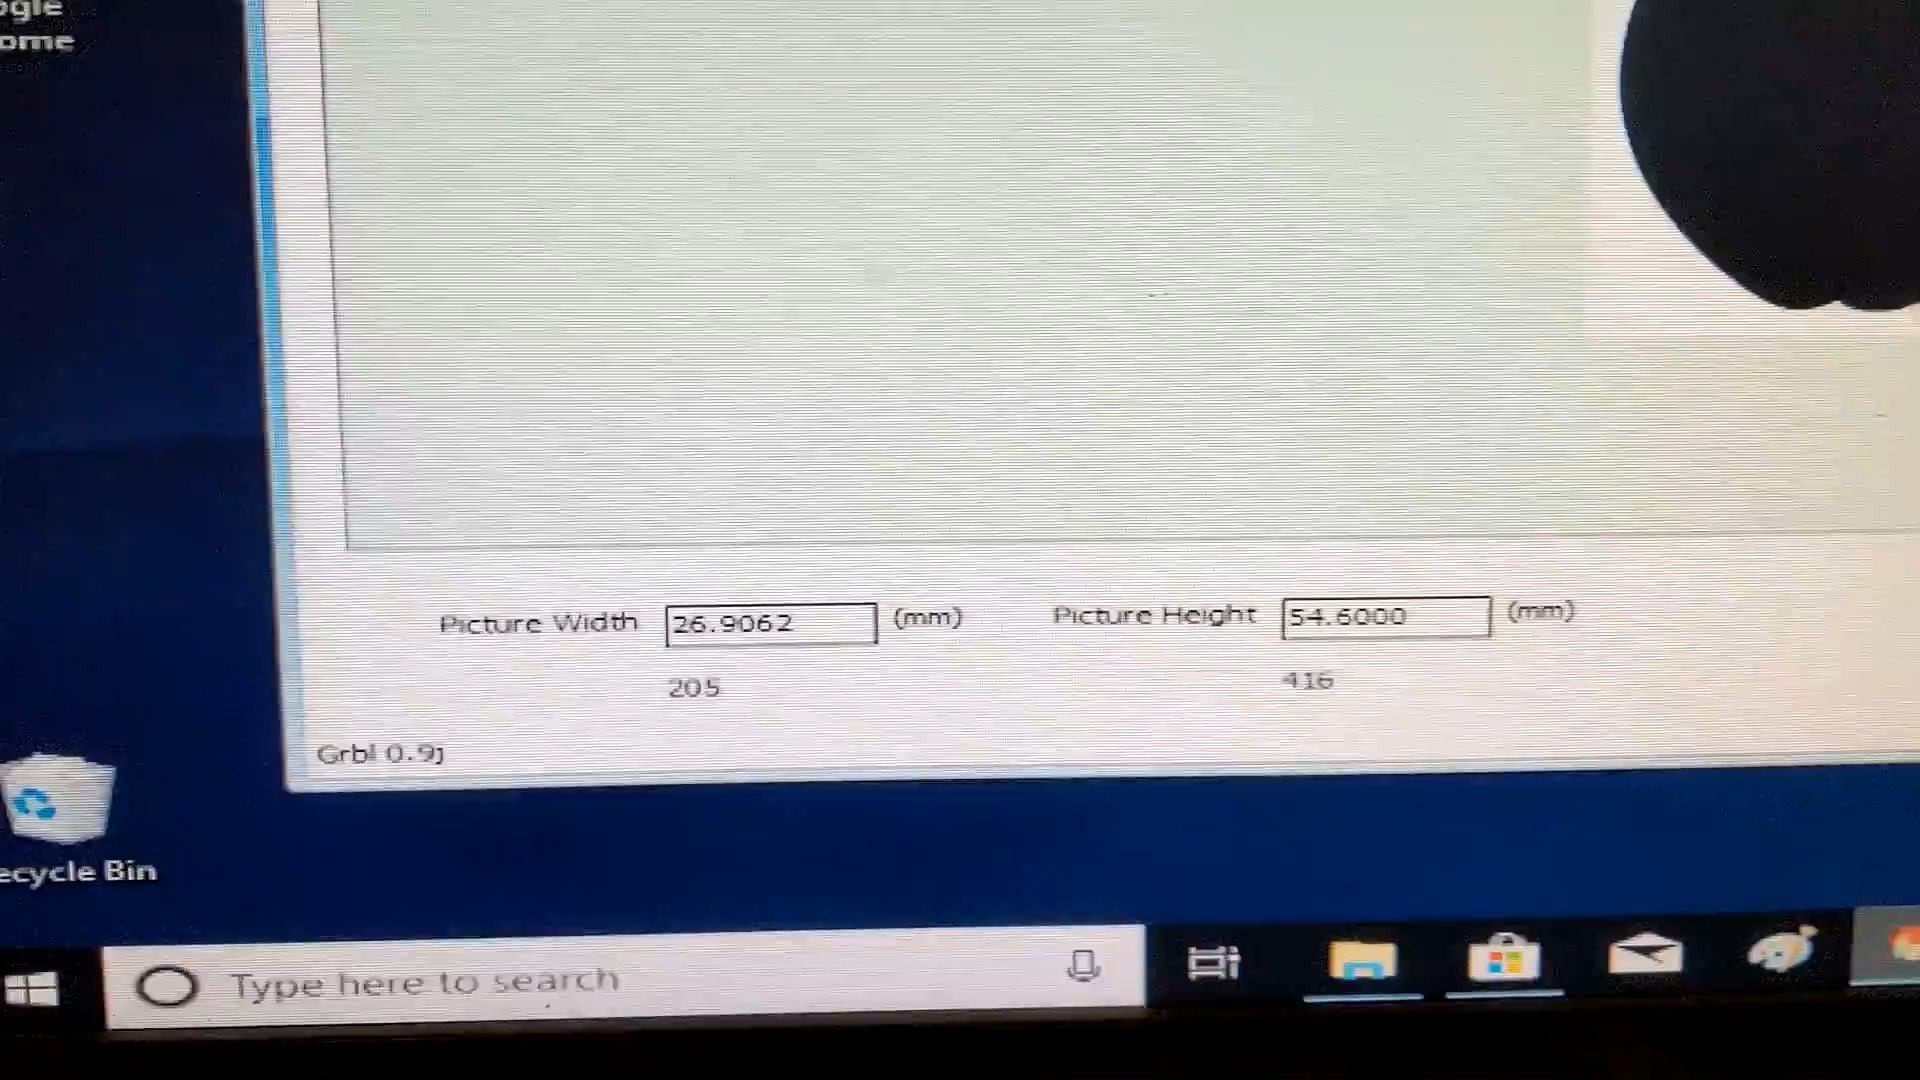 ogle
ome
Picture Width 26.9062 (mm) Picture Height 54.6000 (mm)
205 416
Grbl 0.9j
ecycle Bin
Type here to search